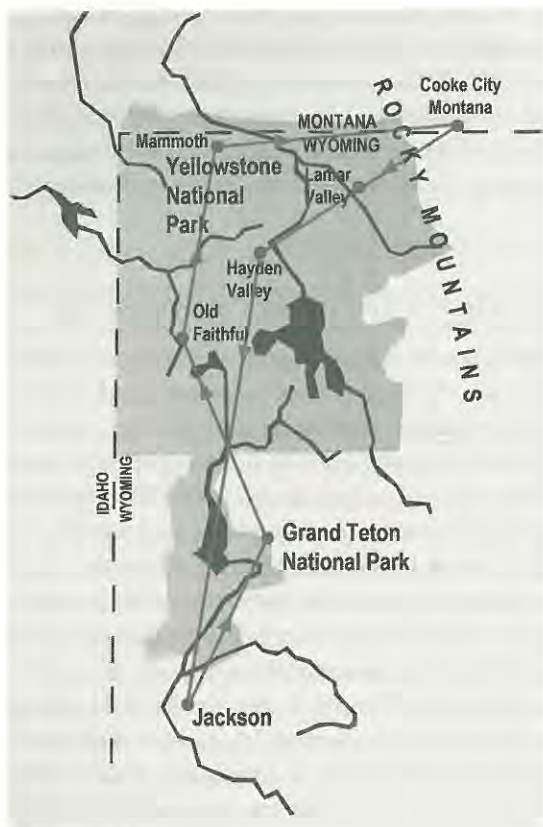 Cooke City
Montana
ROCKY MOUNTAINS
MONTANA
WYOMING
Mammoth
Yellowstone
National
Park
Lamar
Valley
Hayden
Valley
Old
Faithful
IDAHO
WYOMING
Grand Teton
National Park
Jackson